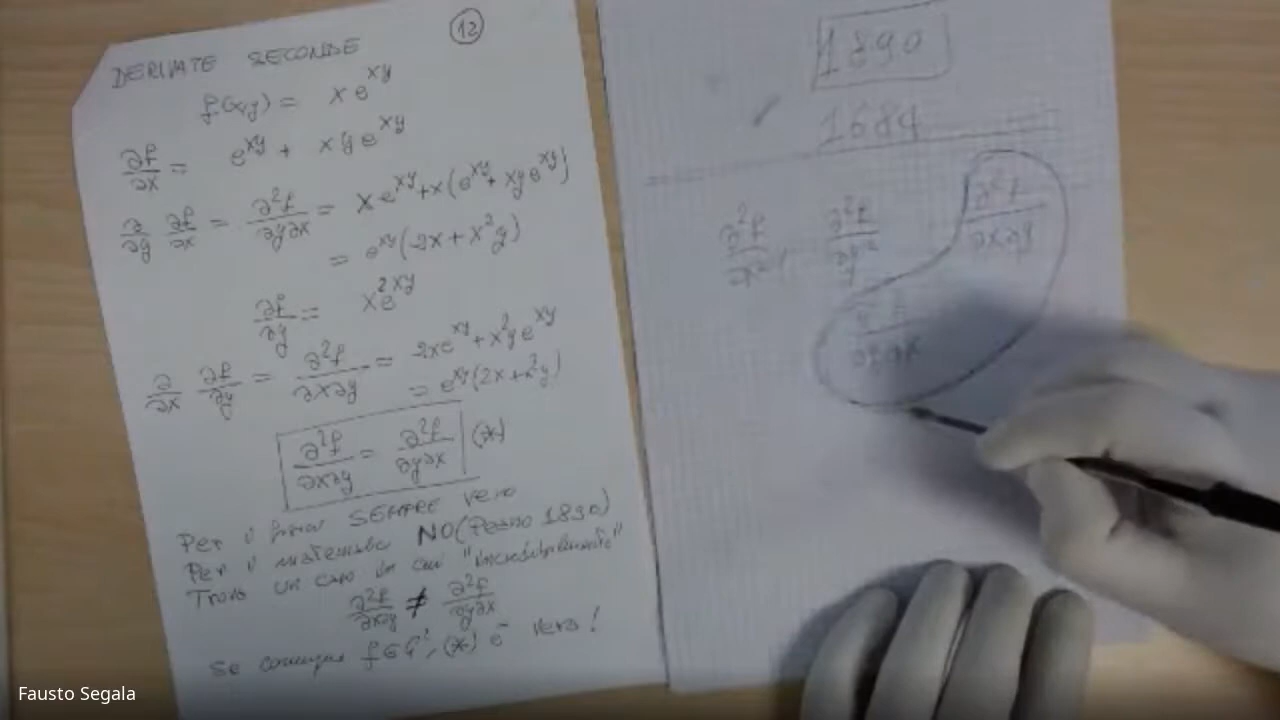 12
DERIVATE SECONDE
f(x,y) = x e^{xy}
∂f/∂x = e^{xy} + xy e^{xy}
∂/∂y ∂f/∂x = ∂²f/∂y∂x = x e^{xy} + x(e^{xy} + xy e^{xy})
= e^{xy}(2x + x²y)
∂f/∂y = x² e^{xy}
∂/∂x ∂f/∂y = ∂²f/∂x∂y = 2x e^{xy} + x²y e^{xy}
= e^{xy}(2x + x²y)
∂²f/∂x∂y = ∂²f/∂y∂x (*)
Per i fisici SEMPRE vero
Per i matematici NO (Peano 1890)
Trova un caso in cui "incredibilmente"
∂²f/∂x∂y ≠ ∂²f/∂y∂x
Se comunque f ∈ C², (*) è vero!
1890
1684
∂²f/∂x², ∂²f/∂y² ∂²f/∂x∂y
∂²f/∂y∂x
Fausto Segala